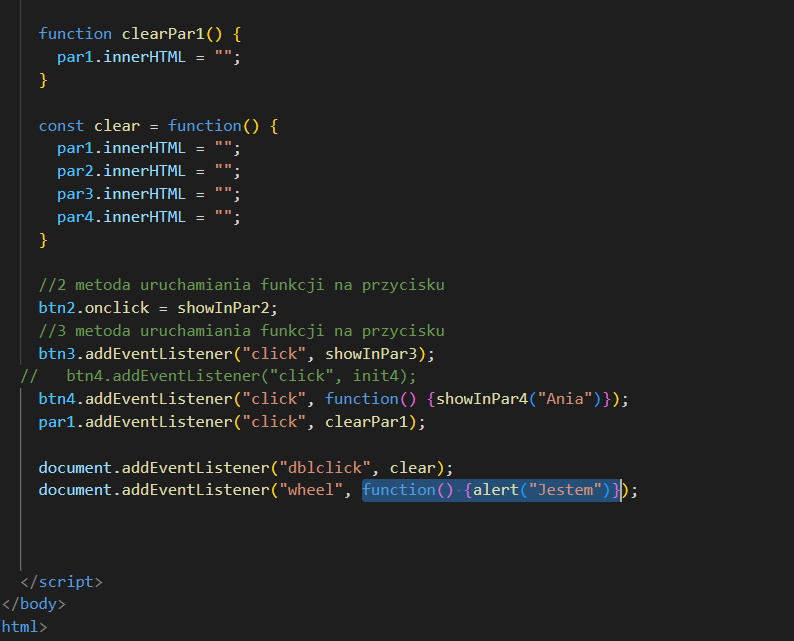 function clearPar1() {
par1.innerHTML = "";
}
const clear = function() {
par1.innerHTML = "";
par2.innerHTML = "";
par3.innerHTML = "";
par4.innerHTML = "";
}
//2 metoda uruchamiania funkcji na przycisku
btn2.onclick = showInPar2;
//3 metoda uruchamiania funkcji na przycisku
btn3.addEventListener("click", showInPar3);
//   btn4.addEventListener("click", init4);
btn4.addEventListener("click", function() {showInPar4("Ania")});
par1.addEventListener("click", clearPar1);
document.addEventListener("dblclick", clear);
document.addEventListener("wheel", function() {alert("Jestem")});
</script>
</body>
html>